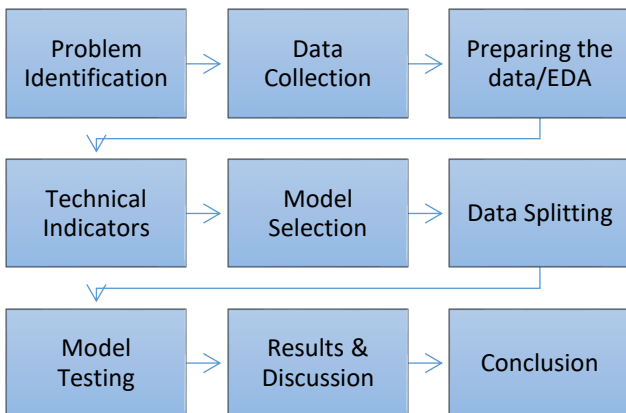 Problem
Identification
Data
Collection
Preparing the
data/EDA
Technical
Indicators
Model
Selection
Data Splitting
Model
Testing
Results &
Discussion
Conclusion